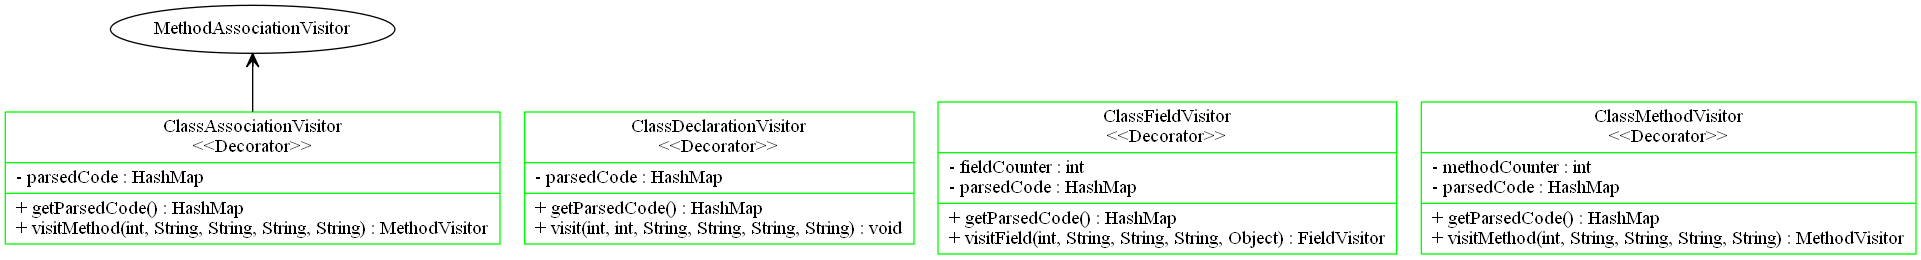 MethodAssociationVisitor
ClassAssociationVisitor
<<Decorator>>
- parsedCode : HashMap
+ getParsedCode() : HashMap
+ visitMethod(int, String, String, String, String) : MethodVisitor
ClassDeclarationVisitor
<<Decorator>>
- parsedCode : HashMap
+ getParsedCode() : HashMap
+ visit(int, int, String, String, String, String) : void
ClassFieldVisitor
<<Decorator>>
- fieldCounter : int
- parsedCode : HashMap
+ getParsedCode() : HashMap
+ visitField(int, String, String, String, Object) : FieldVisitor
ClassMethodVisitor
<<Decorator>>
- methodCounter : int
- parsedCode : HashMap
+ getParsedCode() : HashMap
+ visitMethod(int, String, String, String, String) : MethodVisitor